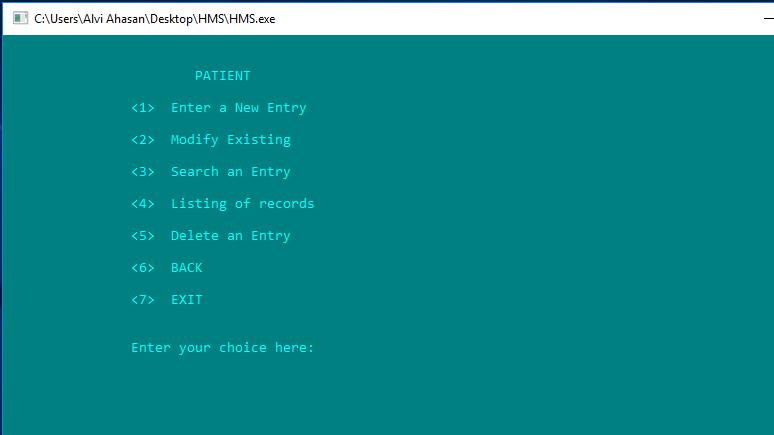 C:\Users\Alvi Ahasan\Desktop\HMS\HMS.exe
PATIENT
<1> Enter a New Entry
<2> Modify Existing
<3> Search an Entry
<4> Listing of records
<5> Delete an Entry
<6> BACK
<7> EXIT
Enter your choice here: